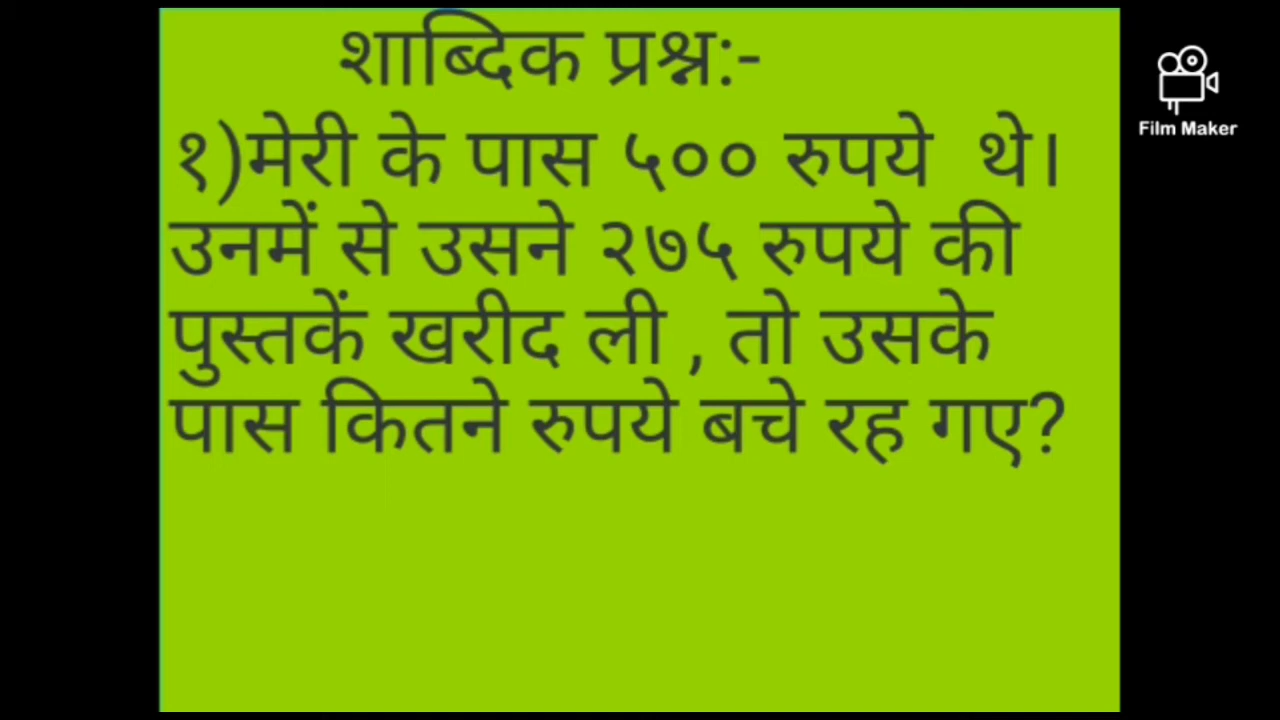 शाब्दिक प्रश्न:-
१)मेरी के पास ५०० रुपये थे।
उनमें से उसने २७५ रुपये की
पुस्तकें खरीद ली , तो उसके
पास कितने रुपये बचे रह गए?
Film Maker